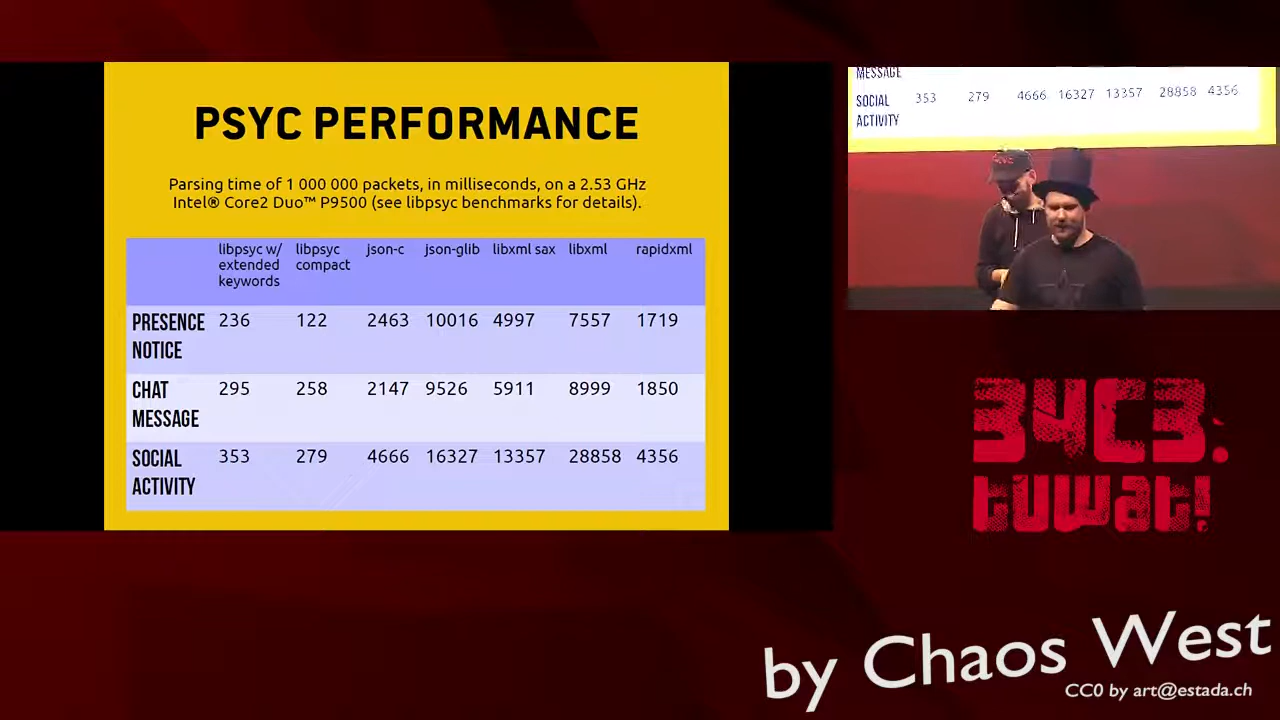 PSYC PERFORMANCE
Parsing time of 1 000 000 packets, in milliseconds, on a 2.53 GHz
Intel® Core2 Duo™ P9500 (see libpsyc benchmarks for details).
libpsyc w/ extended keywords libpsyc compact json-c json-glib libxml sax libxml rapidxml
PRESENCE NOTICE 236 122 2463 10016 4997 7557 1719
CHAT MESSAGE 295 258 2147 9526 5911 8999 1850
SOCIAL ACTIVITY 353 279 4666 16327 13357 28858 4356
MESSAGE
SOCIAL ACTIVITY 353 279 4666 16327 13357 28858 4356
34C3.
tuwat!
by Chaos West
CC0 by art@estada.ch